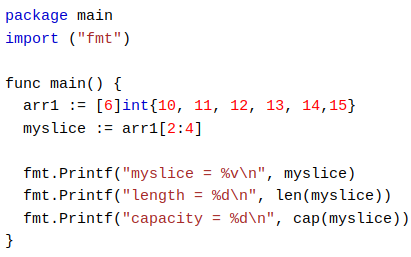 package main
import ("fmt")

func main() {
  arr1 := [6]int{10, 11, 12, 13, 14,15}
  myslice := arr1[2:4]

  fmt.Printf("myslice = %v\n", myslice)
  fmt.Printf("length = %d\n", len(myslice))
  fmt.Printf("capacity = %d\n", cap(myslice))
}